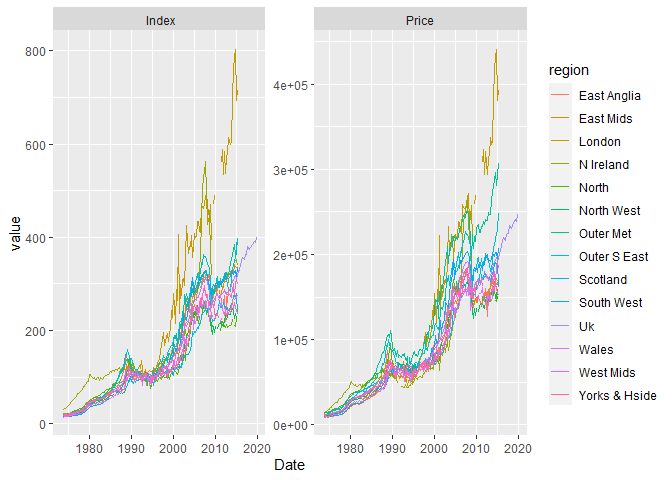 Index
Price
value
800
600
400
200
0
4e+05
3e+05
2e+05
1e+05
0e+00
1980
1990
2000
2010
2020
1980
1990
2000
2010
2020
Date
region
East Anglia
East Mids
London
N Ireland
North
North West
Outer Met
Outer S East
Scotland
South West
Uk
Wales
West Mids
Yorks & Hside